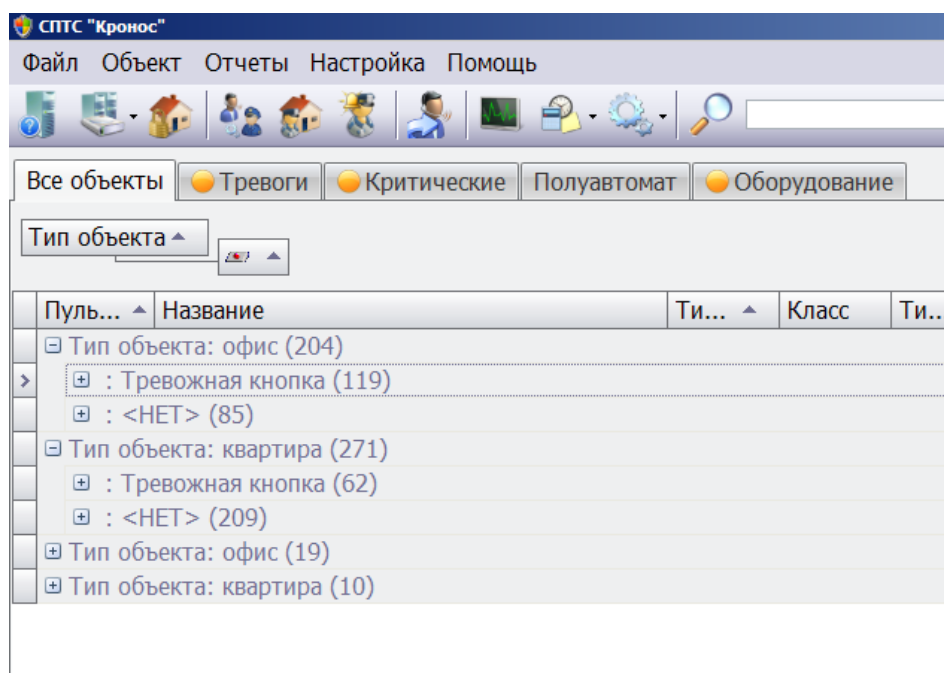 СПТС "Кронос"
Файл Объект Отчеты Настройка Помощь
Все объекты Тревоги Критические Полуавтомат Оборудование
Тип объекта
Пуль... Название Ти... Класс Ти..
Тип объекта: офис (204)
: Тревожная кнопка (119)
: <НЕТ> (85)
Тип объекта: квартира (271)
: Тревожная кнопка (62)
: <НЕТ> (209)
Тип объекта: офис (19)
Тип объекта: квартира (10)